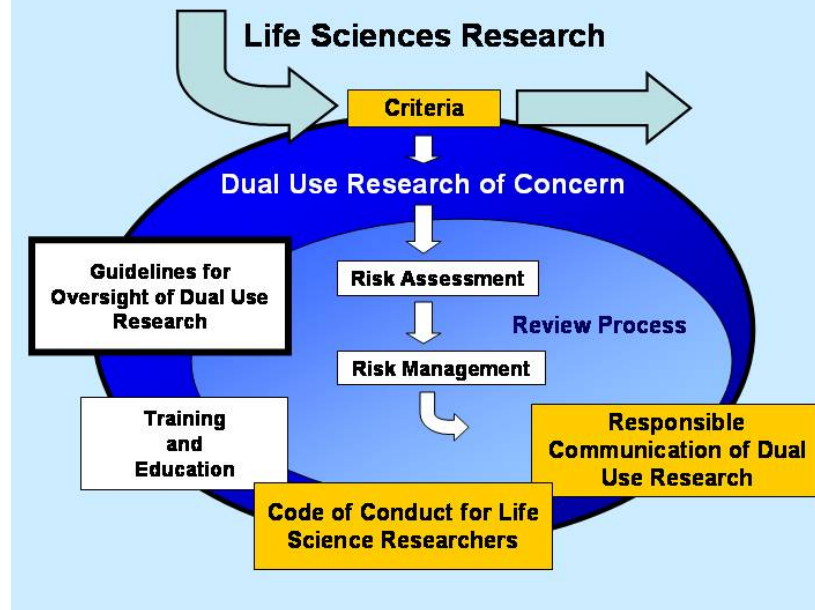 Life Sciences Research
Criteria
Dual Use Research of Concern
Guidelines for
Oversight of Dual Use
Research
Risk Assessment
Review Process
Risk Management
Training
and
Education
Responsible
Communication of Dual
Use Research
Code of Conduct for Life
Science Researchers